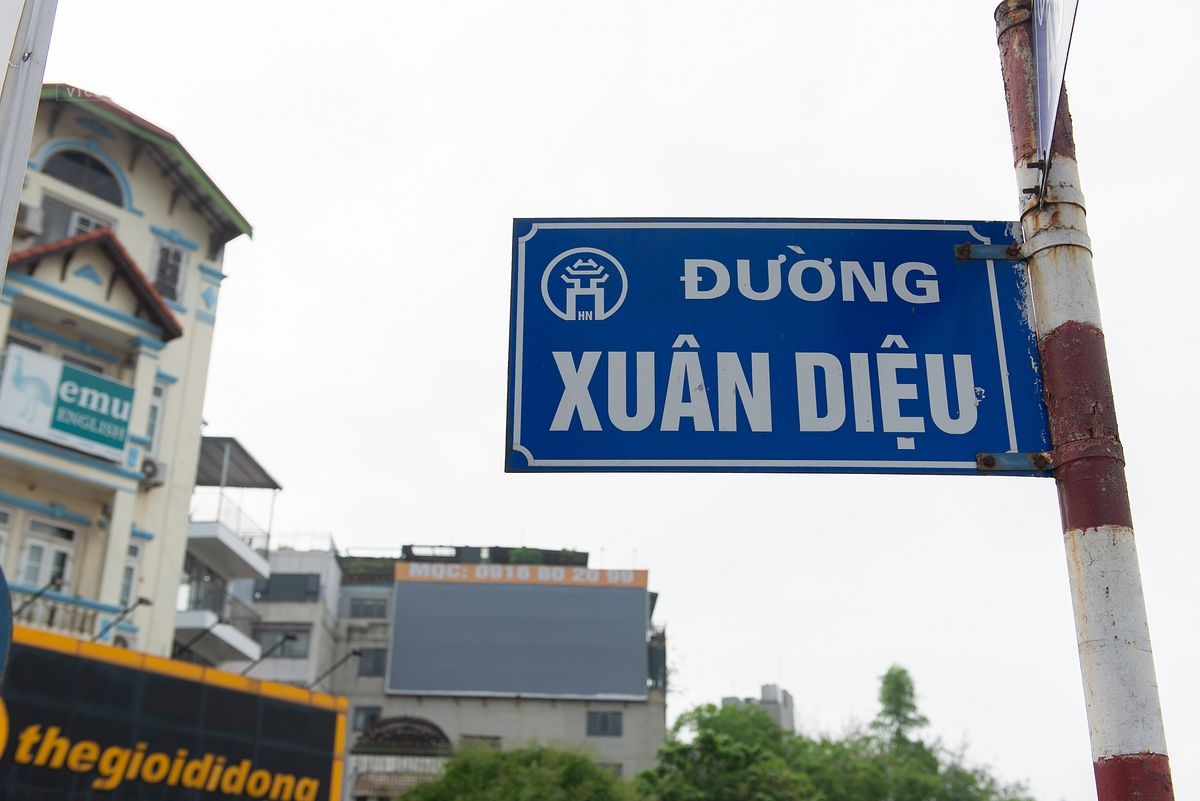 ĐƯỜNG
HN
XUÂN DIỆU
emu
ENGLISH
MQC: 0916 80 20 99
thegioididong